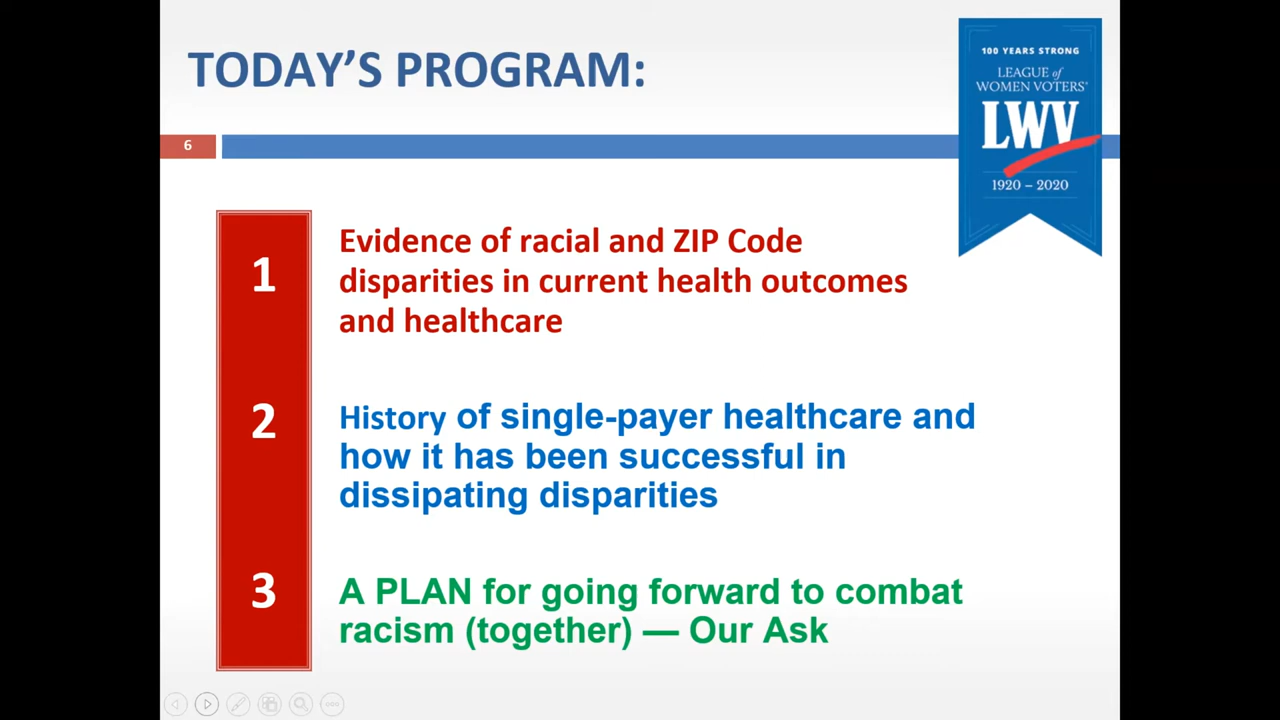 TODAY'S PROGRAM:
100 YEARS STRONG
LEAGUE of
WOMEN VOTERS®
LWV
1920 – 2020
6
1
Evidence of racial and ZIP Code
disparities in current health outcomes
and healthcare
2
History of single-payer healthcare and
how it has been successful in
dissipating disparities
3
A PLAN for going forward to combat
racism (together) — Our Ask